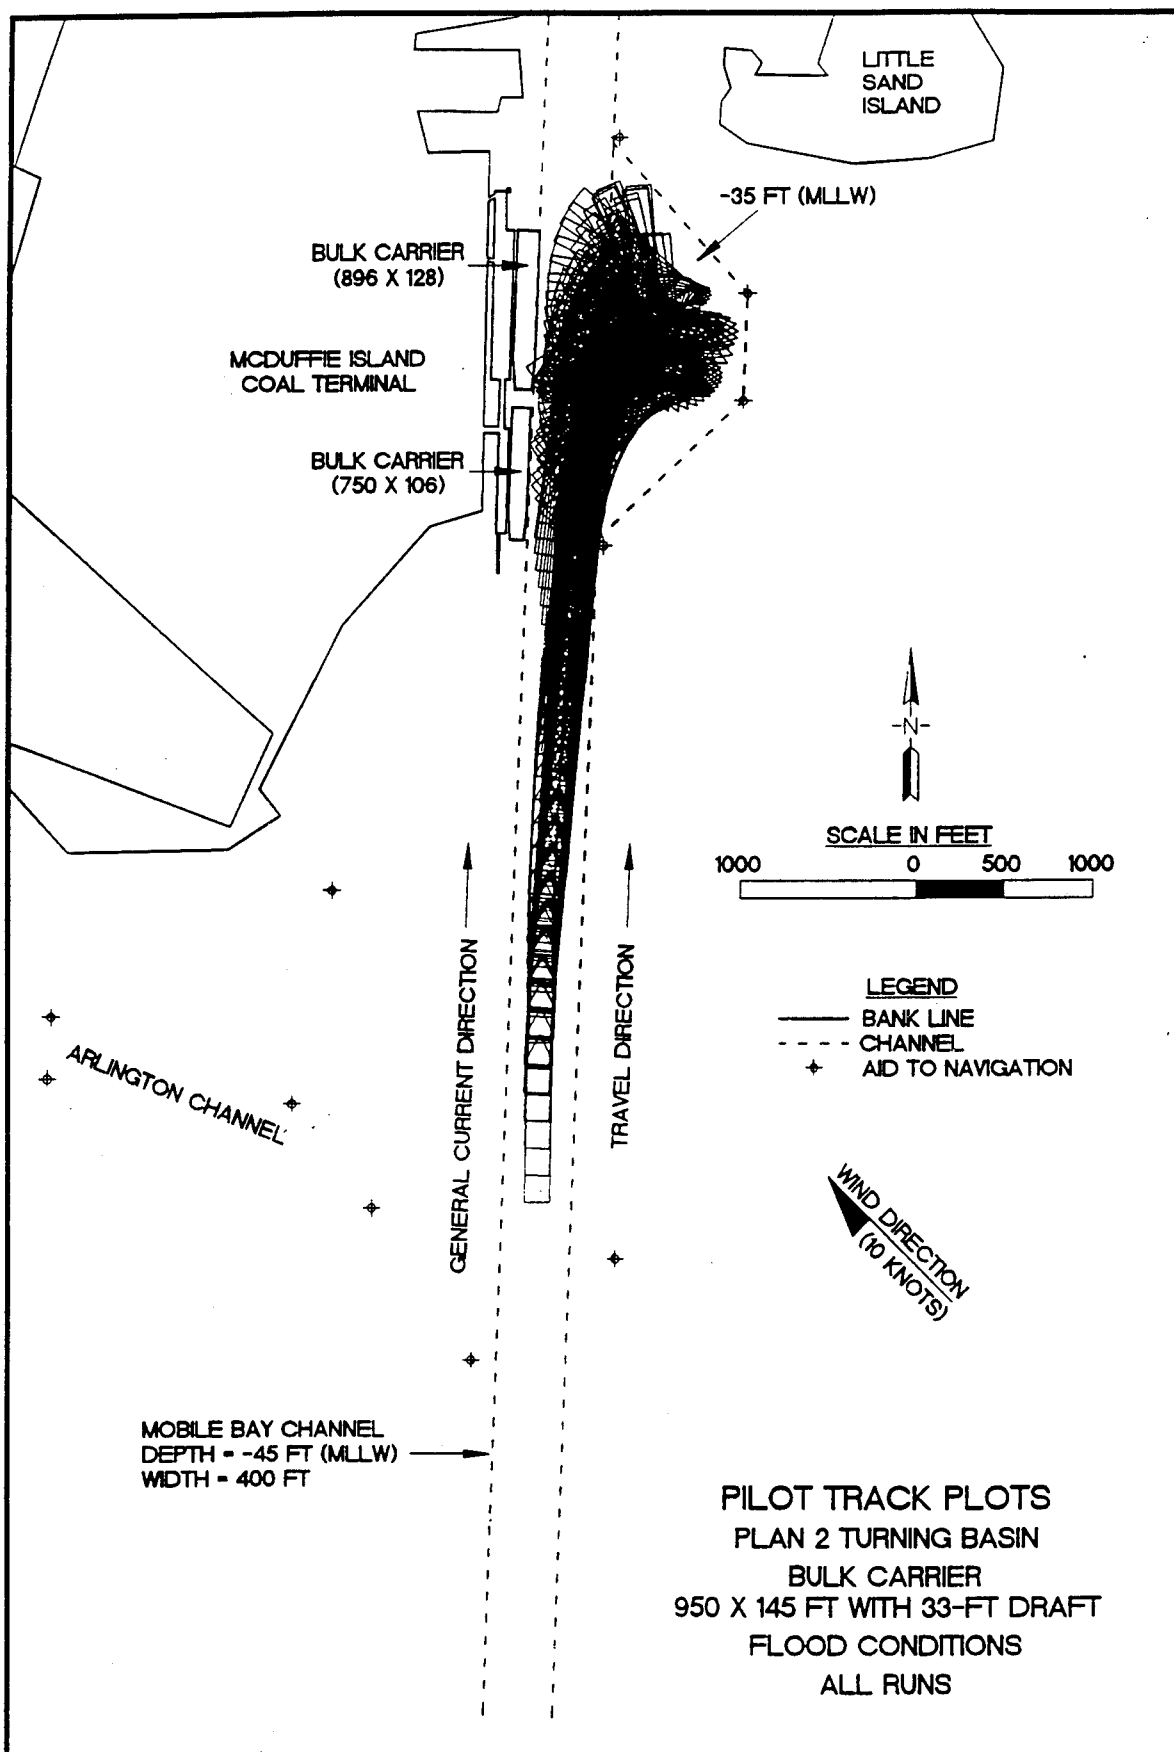 LITTLE
SAND
ISLAND
-35 FT (MLLW)
BULK CARRIER
(896 X 128)
MCDUFFIE ISLAND
COAL TERMINAL
BULK CARRIER
(750 X 106)
-N-
SCALE IN FEET
1000 0 500 1000
GENERAL CURRENT DIRECTION
TRAVEL DIRECTION
LEGEND
BANK LINE
CHANNEL
AID TO NAVIGATION
ARLINGTON CHANNEL
WIND DIRECTION
(10 KNOTS)
MOBILE BAY CHANNEL
DEPTH = -45 FT (MLLW)
WIDTH = 400 FT
PILOT TRACK PLOTS
PLAN 2 TURNING BASIN
BULK CARRIER
950 X 145 FT WITH 33-FT DRAFT
FLOOD CONDITIONS
ALL RUNS